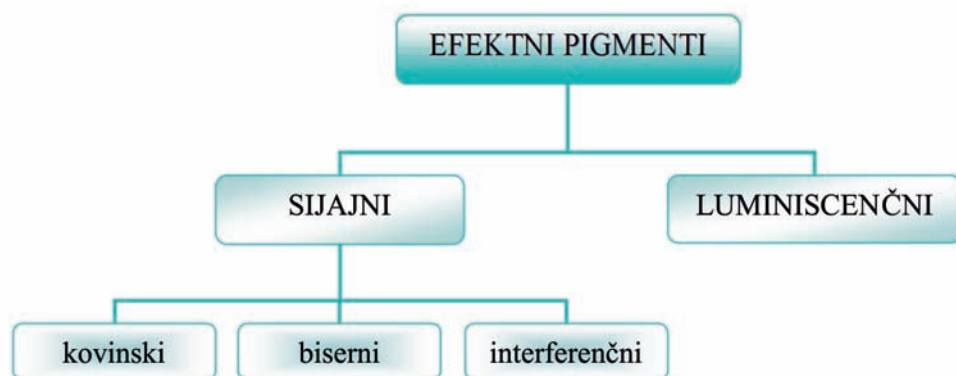 EFEKTNI PIGMENTI
SIJAJNI
LUMINISCENČNI
kovinski
biserni
interferenčni